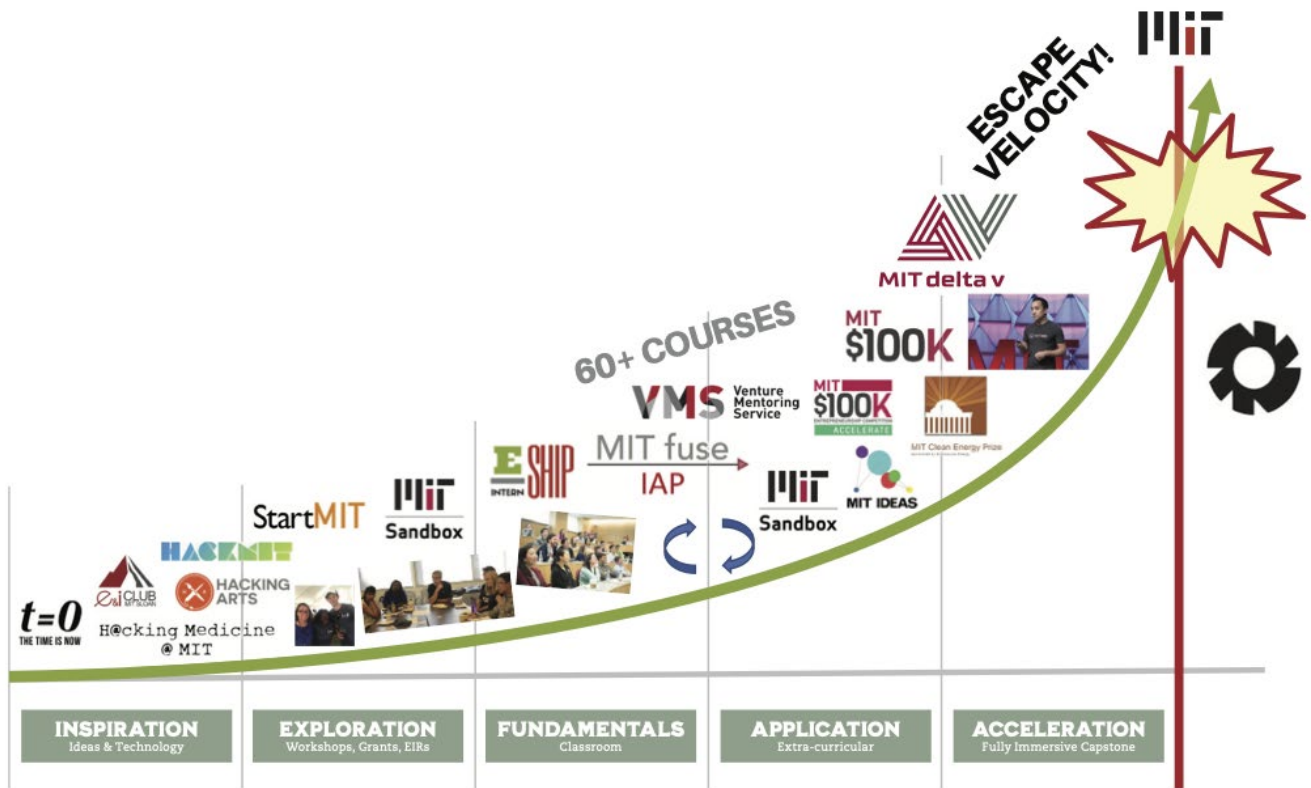 MIT
ESCAPE
VELOCITY!
MIT delta v
60+ COURSES
MIT
$100K
VMS Venture
Mentoring
Service
MIT
$100K
ENTREPRENEURSHIP COMPETITION
ACCELERATE
MIT Clean Energy Prize
E
INTERN
SHIP
MIT fuse
IAP
StartMIT
MIT
Sandbox
MIT
Sandbox
MIT IDEAS
HACKMIT
e&i CLUB
MIT SLOAN
HACKING
ARTS
t=0
THE TIME IS NOW
H@cking Medicine
@ MIT
INSPIRATION
Ideas & Technology
EXPLORATION
Workshops, Grants, EIRs
FUNDAMENTALS
Classroom
APPLICATION
Extra-curricular
ACCELERATION
Fully Immersive Capstone